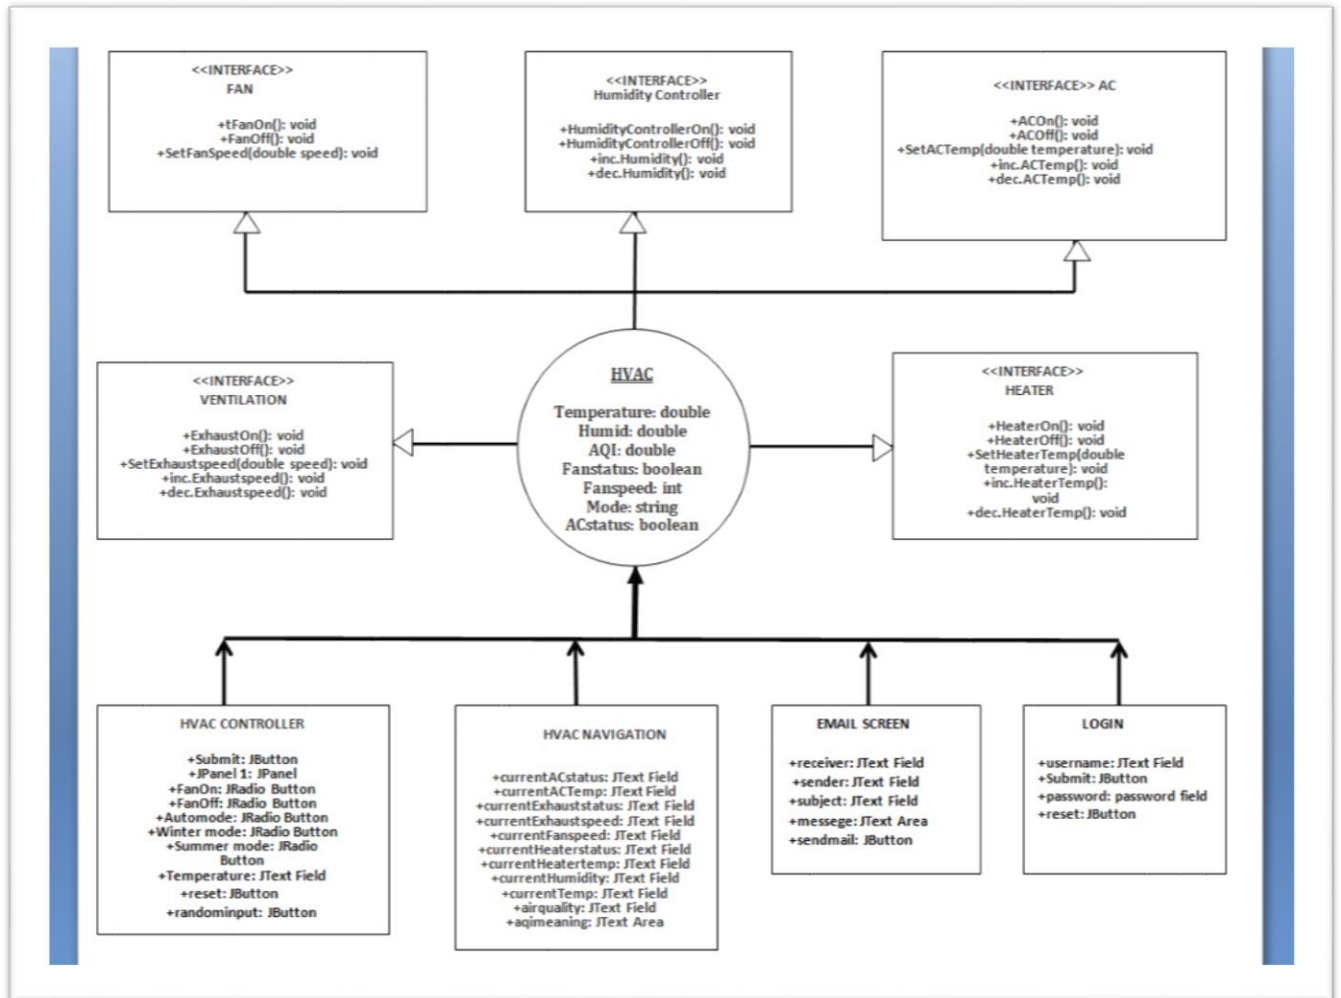 <<INTERFACE>>
FAN
+tFanOn(): void
+FanOff(): void
+SetFanSpeed(double speed): void
<<INTERFACE>>
Humidity Controller
+HumidityControllerOn(): void
+HumidityControllerOff(): void
+inc.Humidity(): void
+dec.Humidity(): void
<<INTERFACE>> AC
+ACOn(): void
+ACOff(): void
+SetACTemp(double temperature): void
+inc.ACTemp(): void
+dec.ACTemp(): void
<<INTERFACE>>
VENTILATION
+ExhaustOn(): void
+ExhaustOff(): void
+SetExhaustspeed(double speed): void
+inc.Exhaustspeed(): void
+dec.Exhaustspeed(): void
HVAC
Temperature: double
Humid: double
AQI: double
Fanstatus: boolean
Fanspeed: int
Mode: string
ACstatus: boolean
<<INTERFACE>>
HEATER
+HeaterOn(): void
+HeaterOff(): void
+SetHeaterTemp(double
temperature): void
+inc.HeaterTemp():
void
+dec.HeaterTemp(): void
HVAC CONTROLLER
+Submit: JButton
+JPanel 1: JPanel
+FanOn: JRadio Button
+FanOff: JRadio Button
+Automode: JRadio Button
+Winter mode: JRadio Button
+Summer mode: JRadio
Button
+Temperature: JText Field
+reset: JButton
+randominput: JButton
HVAC NAVIGATION
+currentACstatus: JText Field
+currentACTemp: JText Field
+currentExhauststatus: JText Field
+currentExhaustspeed: JText Field
+currentFanspeed: JText Field
+currentHeaterstatus: JText Field
+currentHeatertemp: JText Field
+currentHumidity: JText Field
+currentTemp: JText Field
+airquality: JText Field
+aqimeaning: JText Area
EMAIL SCREEN
+receiver: JText Field
+sender: JText Field
+subject: JText Field
+messege: JText Area
+sendmail: JButton
LOGIN
+username: JText Field
+Submit: JButton
+password: password field
+reset: JButton